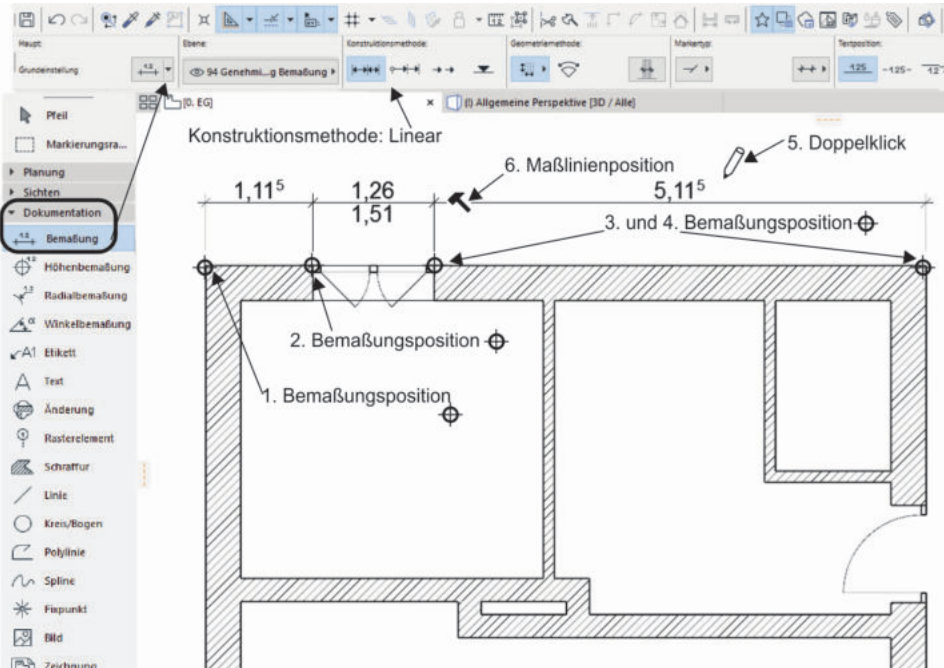 Haupt:
Ebene:
Konstruktionsmethode:
Geometriemethode:
Markertyp:
Textposition:
Grundeinstellung
94 Genehmi...g Bemaßung
[0. EG]
(I) Allgemeine Perspektive [3D / Alle]
Pfeil
Markierungsra...
Planung
Sichten
Dokumentation
Bemaßung
Höhenbemaßung
Radialbemaßung
Winkelbemaßung
A1 Etikett
A Text
Änderung
Rasterelement
Schraffur
Linie
Kreis/Bogen
Polylinie
Spline
Fixpunkt
Bild
Zeichnung
Konstruktionsmethode: Linear
6. Maßlinienposition
5. Doppelklick
1,11⁵
1,26
1,51
5,11⁵
3. und 4. Bemaßungsposition
2. Bemaßungsposition
1. Bemaßungsposition